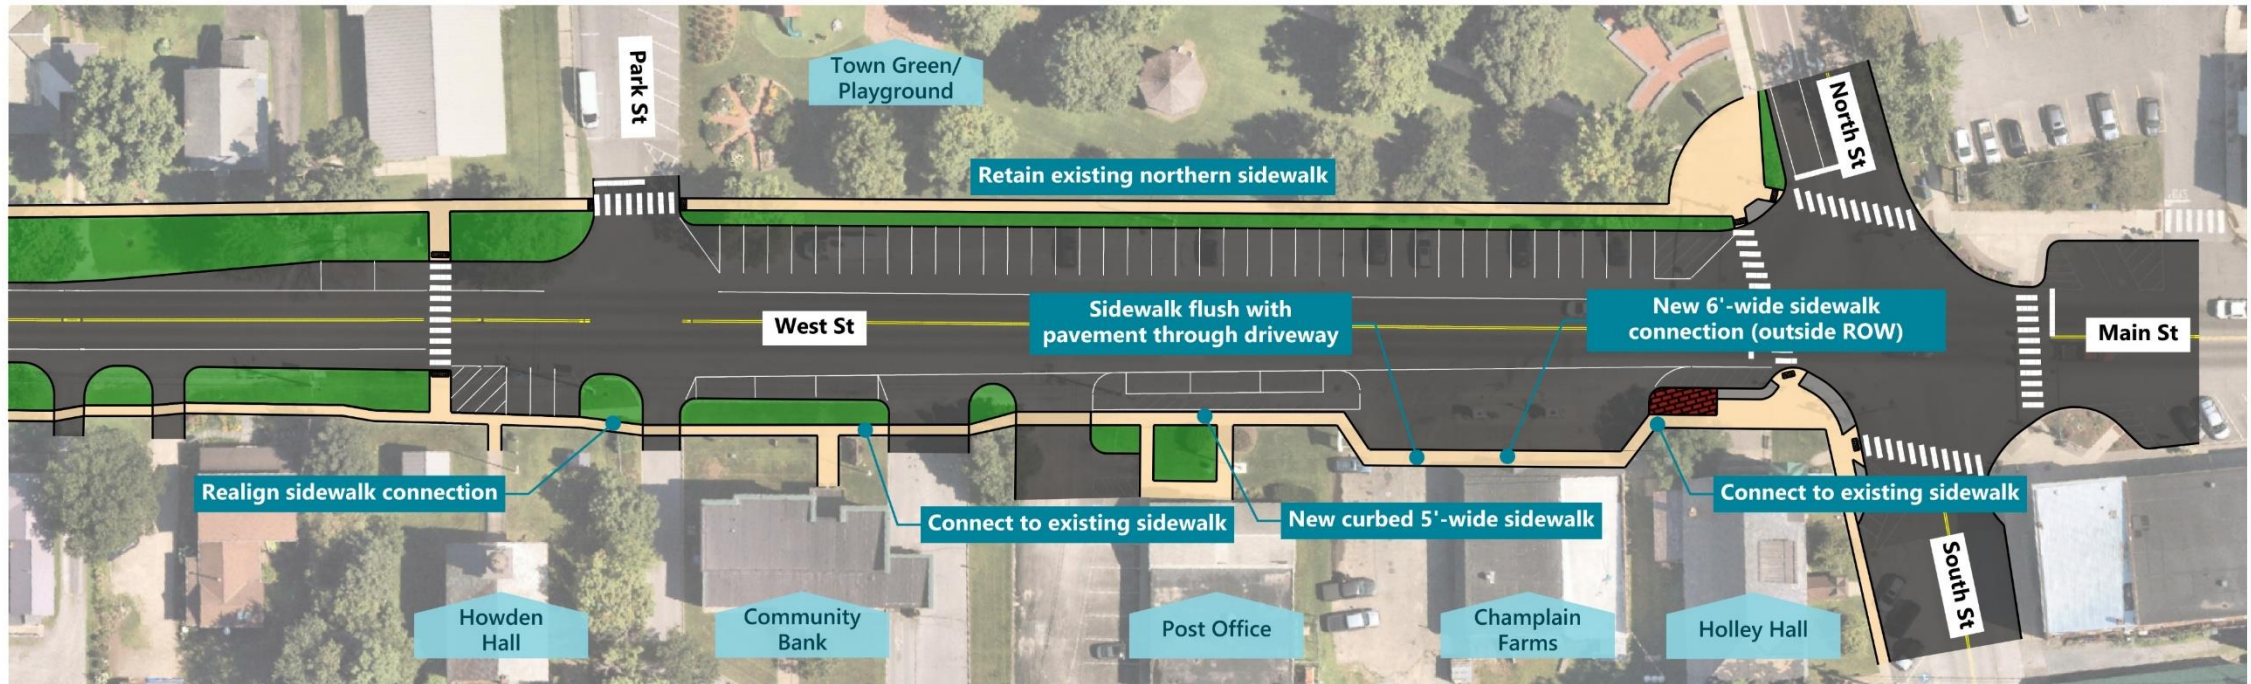 Park St
Town Green/
Playground
North St
Retain existing northern sidewalk
Sidewalk flush with
pavement through driveway
New 6'-wide sidewalk
connection (outside ROW)
West St
Main St
Realign sidewalk connection
Connect to existing sidewalk
New curbed 5'-wide sidewalk
Connect to existing sidewalk
South St
Howden
Hall
Community
Bank
Post Office
Champlain
Farms
Holley Hall